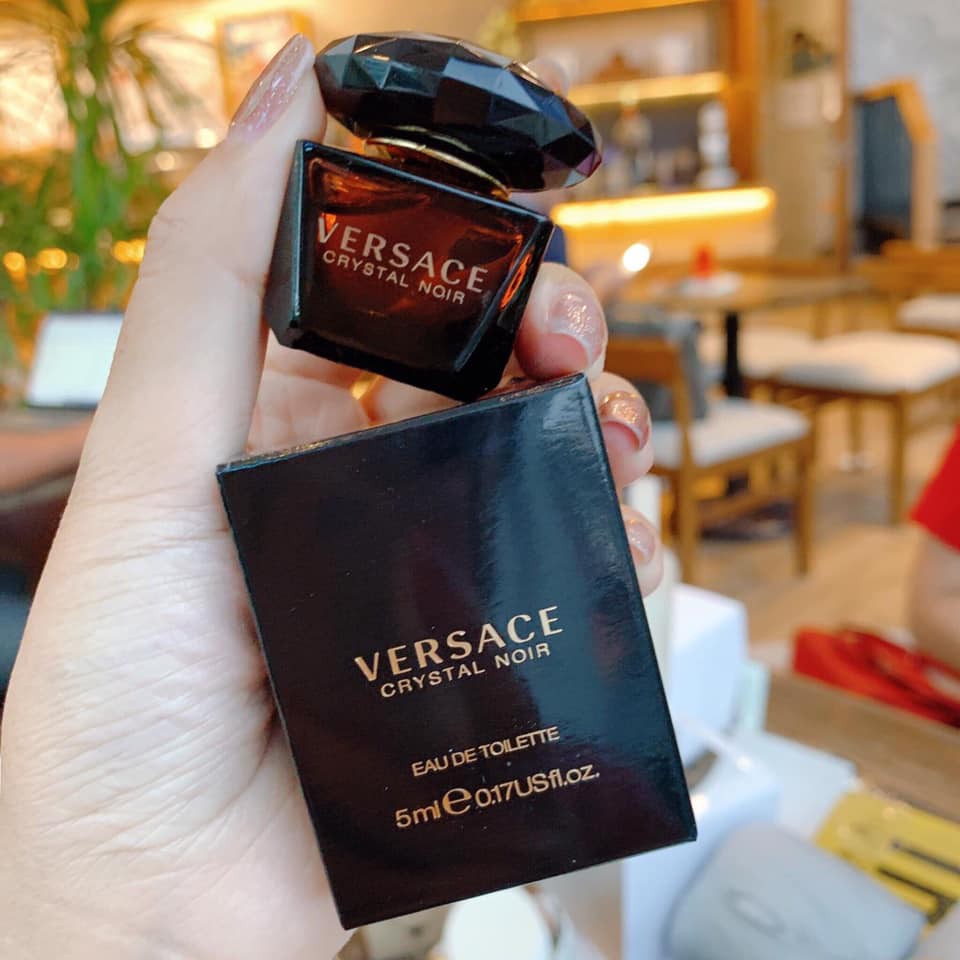 VERSACE
CRYSTAL NOIR
VERSACE
CRYSTAL NOIR
EAU DE TOILETTE
5ml e 0.17USfl.oz.